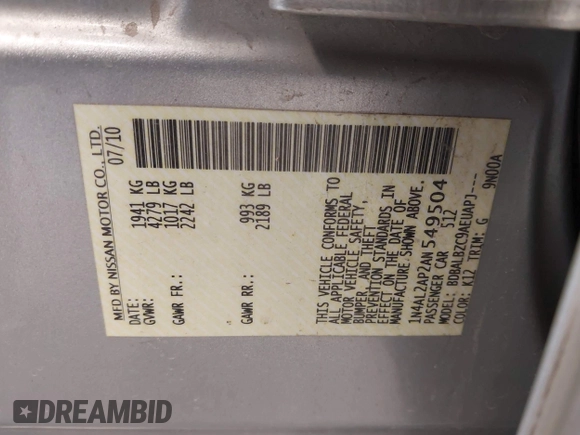 MFD BY NISSAN MOTOR CO., LTD.
DATE: 07/10
GVWR: 1941 KG
4279 LB
GAWR FR.: 1017 KG
2242 LB
GAWR RR.: 993 KG
2189 LB
THIS VEHICLE CONFORMS TO
ALL APPLICABLE FEDERAL
MOTOR VEHICLE SAFETY,
BUMPER, AND THEFT
PREVENTION STANDARDS IN
EFFECT ON THE DATE OF
MANUFACTURE SHOWN ABOVE.
1N4AL2AP2AN549504
PASSENGER CAR 512
MODEL: BDBALBZC9AEUAPJ---
COLOR: K12 TRIM: G 9N00A
DREAMBID